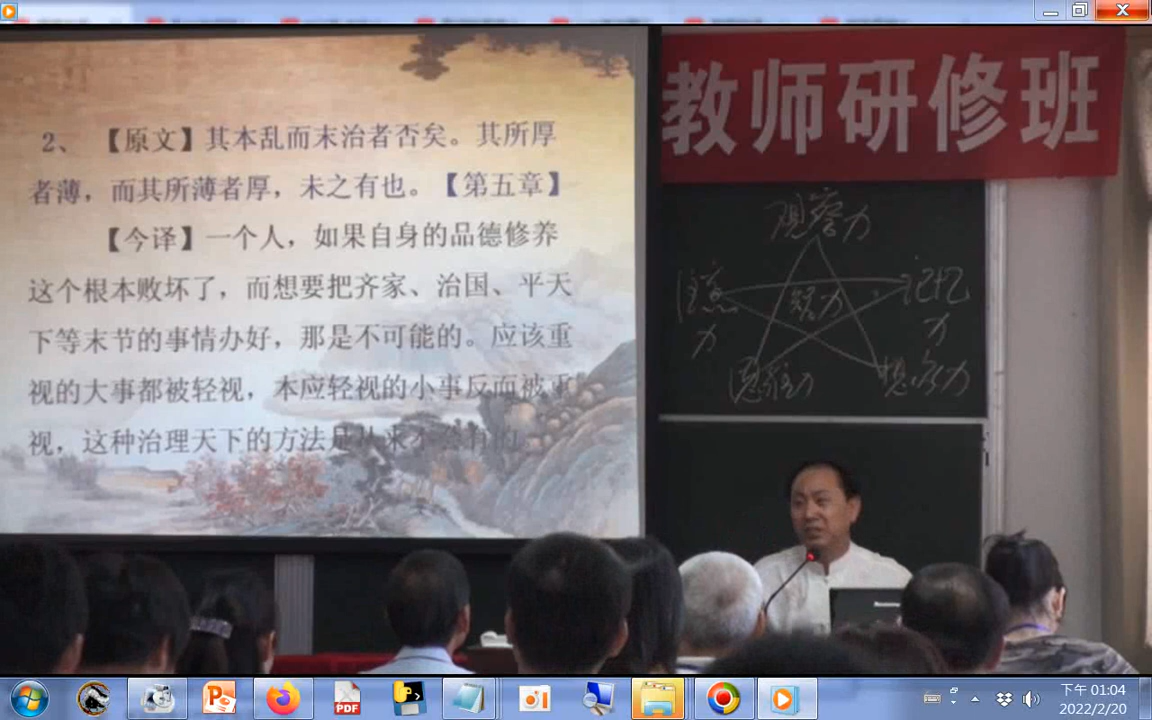 2、【原文】其本乱而末治者否矣。其所厚
者薄，而其所薄者厚，未之有也。【第五章】
【今译】一个人，如果自身的品德修养
这个根本败坏了，而想要把齐家、治国、平天
下等末节的事情办好，那是不可能的。应该重
视的大事都被轻视，本应轻视的小事反而被重
视，这种治理天下的方法是从来不会有的。
教师研修班
观察力
注意力
智力
记忆力
思维力
想象力
PDF
下午 01:04
2022/2/20